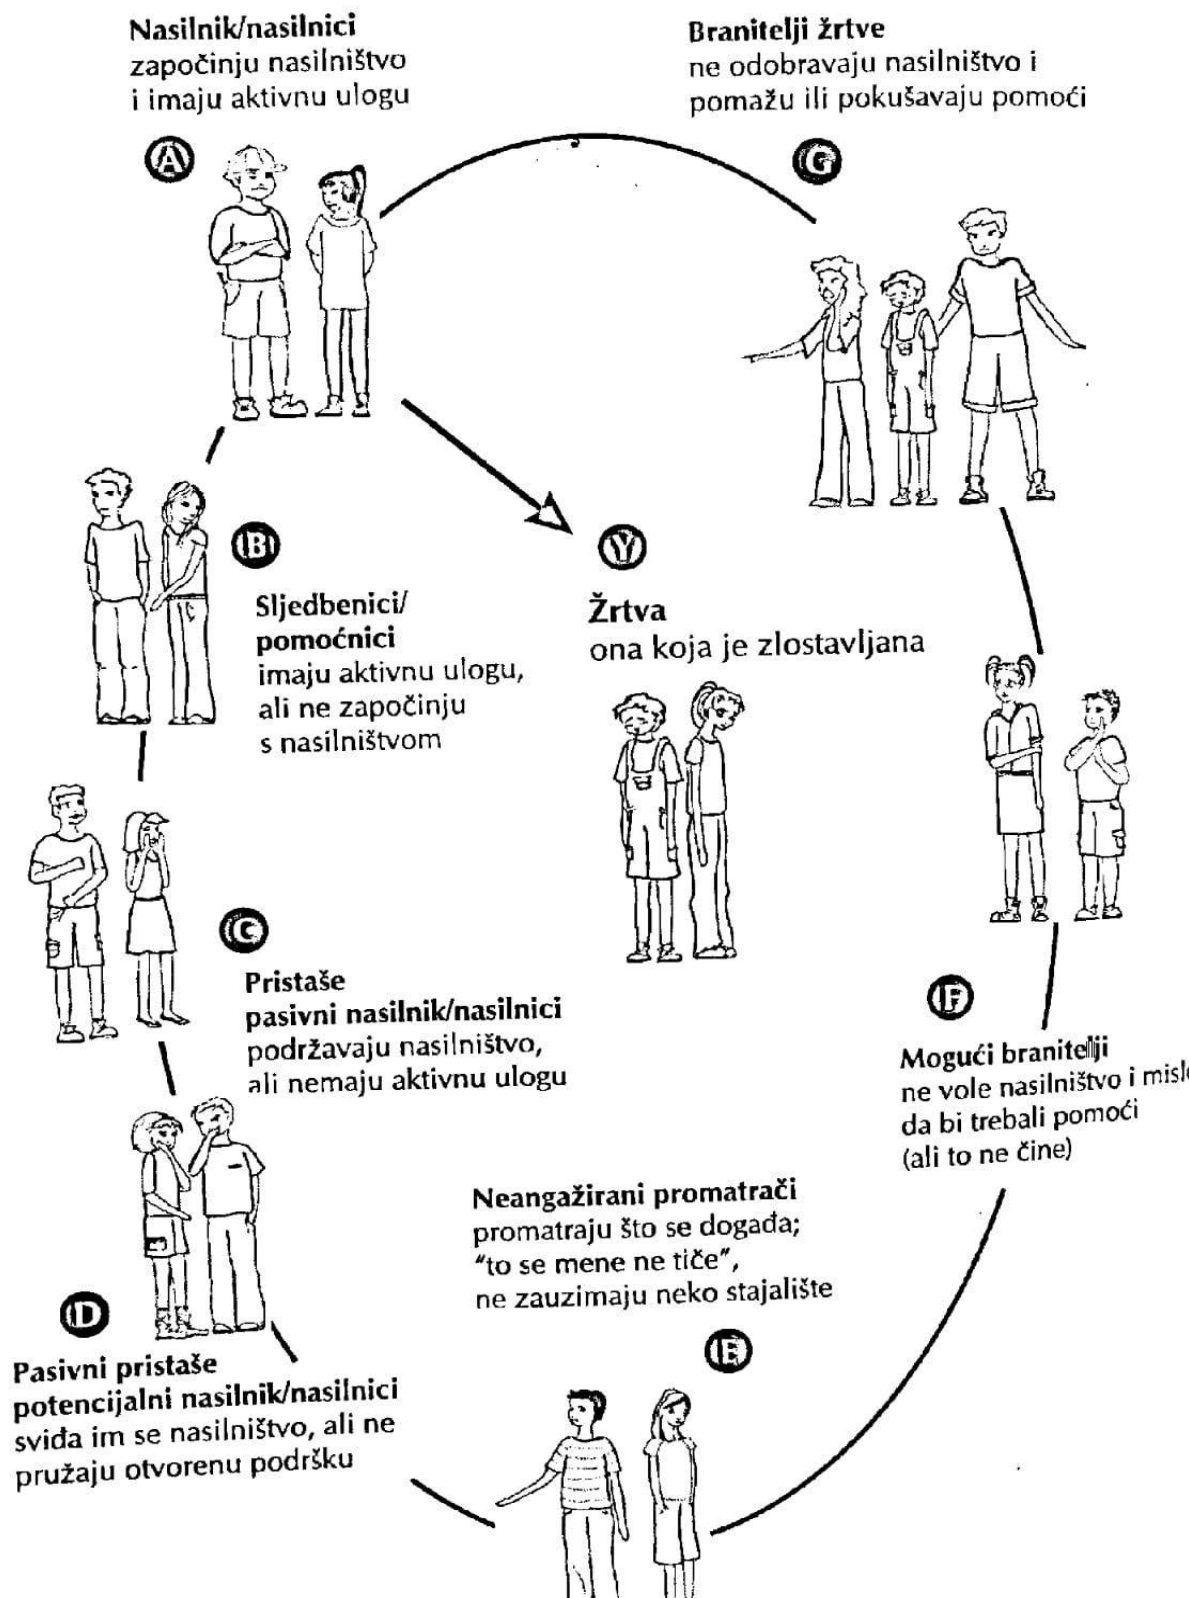 Nasilnik/nasilnici
započinju nasilništvo
i imaju aktivnu ulogu
A
Branitelji žrtve
ne odobravaju nasilništvo i
pomažu ili pokušavaju pomoći
G
B
Sljedbenici/
pomoćnici
imaju aktivnu ulogu,
ali ne započinju
s nasilništvom
Y
Žrtva
ona koja je zlostavljana
C
Pristaše
pasivni nasilnik/nasilnici
podržavaju nasilništvo,
ali nemaju aktivnu ulogu
F
Mogući branitelji
ne vole nasilništvo i
da bi trebali pomoći
(ali to ne čine)
D
Pasivni pristaše
potencijalni nasilnik/nasilnici
sviđa im se nasilništvo, ali ne
pružaju otvorenu podršku
Neangažirani promatrači
promatraju što se događa;
"to se mene ne tiče",
ne zauzimaju neko stajalište
E